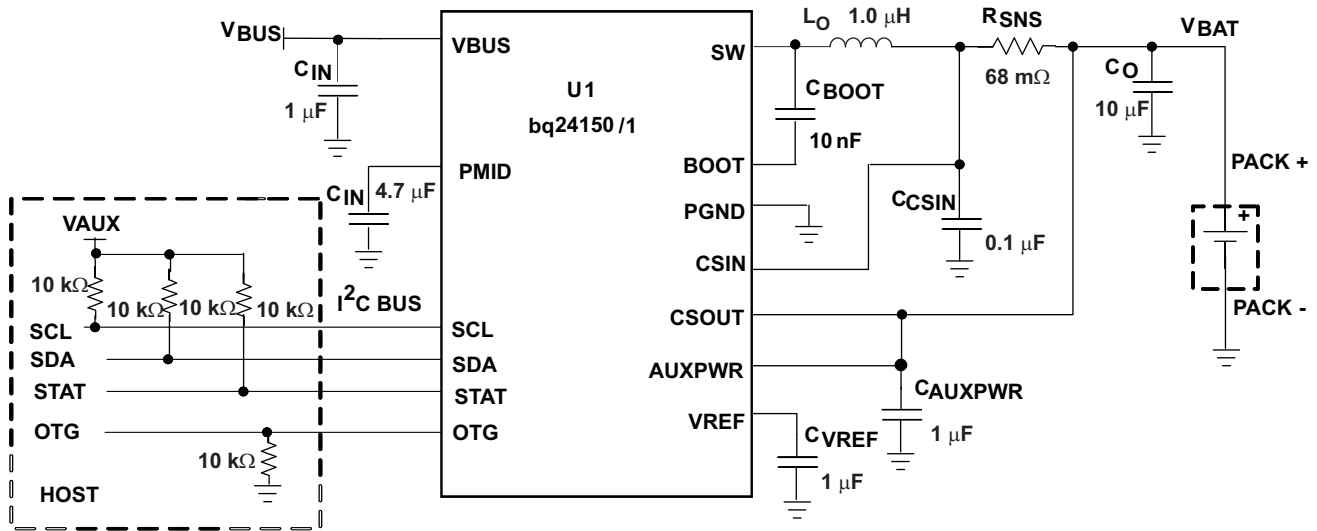 VBUS
CIN
1 μF
VBUS
U1
bq24150/1
SW
LO 1.0 μH
RSNS
68 mΩ
VBAT
CO
10 μF
CBOOT
10 nF
BOOT
PMID
CIN
4.7 μF
PGND
CCSIN
0.1 μF
CSIN
PACK +
+
PACK -
VAUX
10 kΩ
10 kΩ
10 kΩ
I²C BUS
SCL
SCL
CSOUT
SDA
SDA
AUXPWR
STAT
STAT
CAUXPWR
1 μF
VREF
CVREF
1 μF
OTG
OTG
10 kΩ
HOST